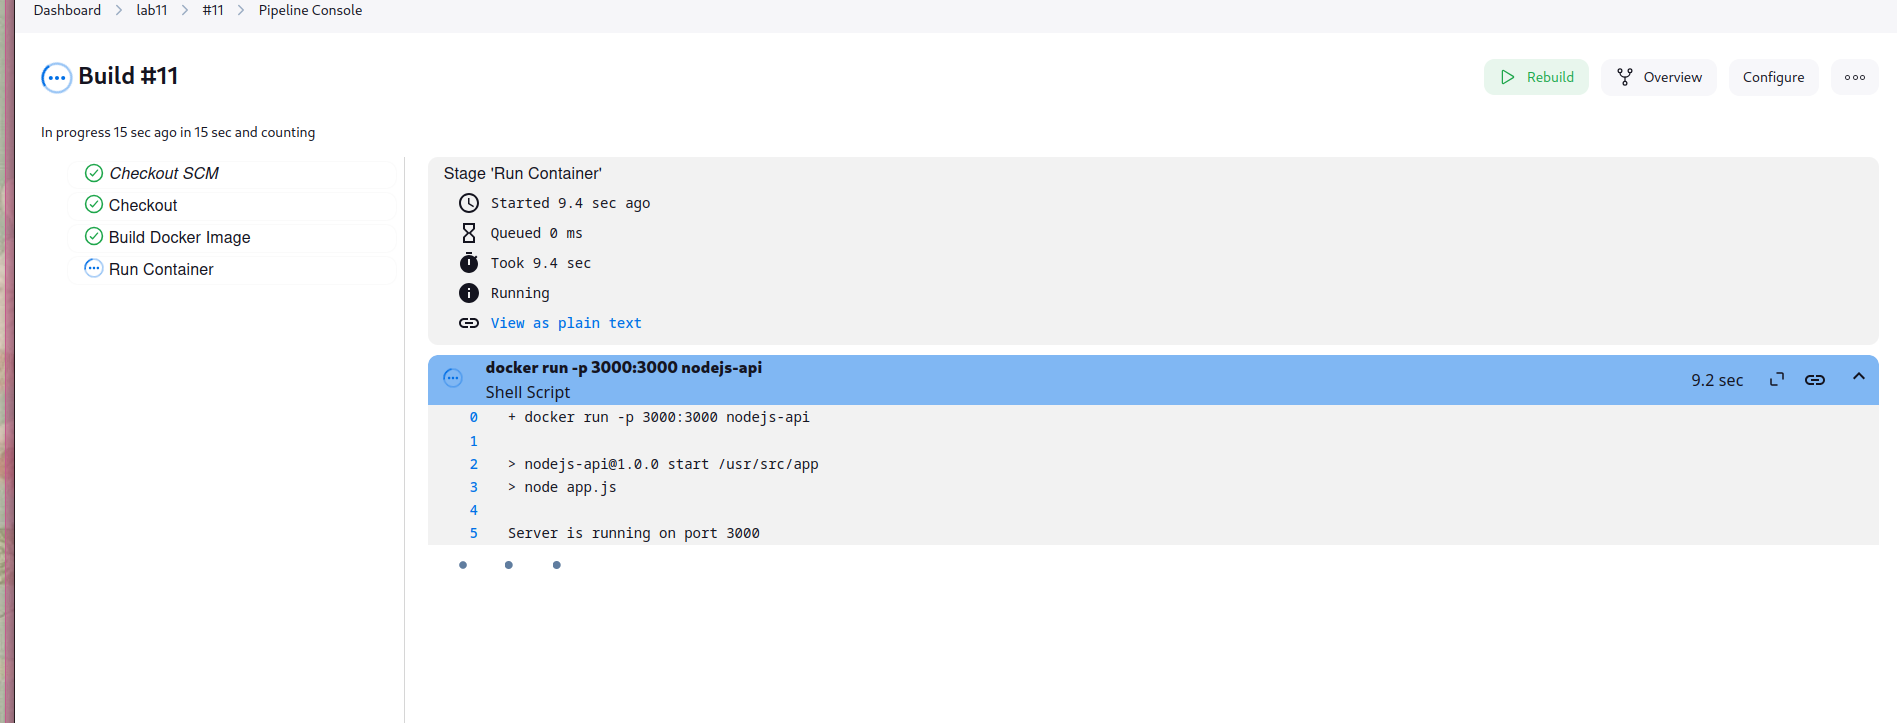 Dashboard > lab11 > #11 > Pipeline Console
Build #11
Rebuild
Overview
Configure
In progress 15 sec ago in 15 sec and counting
Checkout SCM
Checkout
Build Docker Image
Run Container
Stage 'Run Container'
Started 9.4 sec ago
Queued 0 ms
Took 9.4 sec
Running
View as plain text
docker run -p 3000:3000 nodejs-api
Shell Script
9.2 sec
0 + docker run -p 3000:3000 nodejs-api
1
2 > nodejs-api@1.0.0 start /usr/src/app
3 > node app.js
4
5 Server is running on port 3000